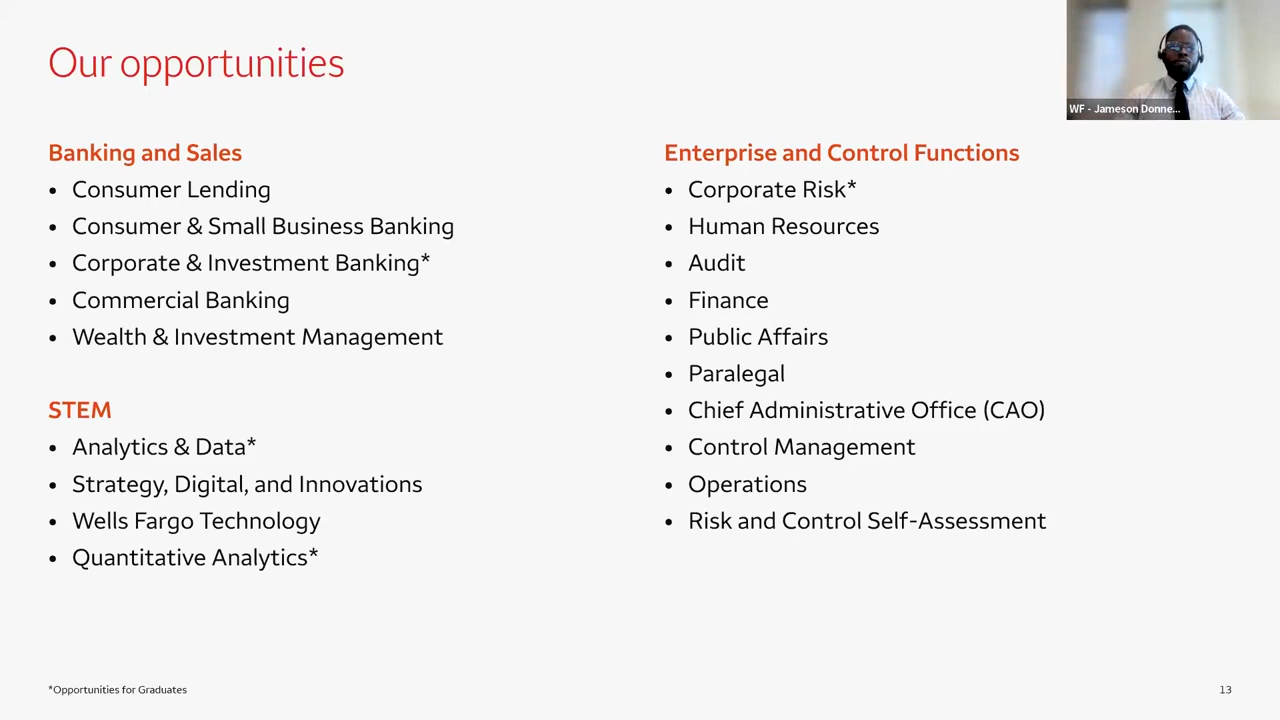 Our opportunities
WF - Jameson Donne...
Banking and Sales
• Consumer Lending
• Consumer & Small Business Banking
• Corporate & Investment Banking*
• Commercial Banking
• Wealth & Investment Management
STEM
• Analytics & Data*
• Strategy, Digital, and Innovations
• Wells Fargo Technology
• Quantitative Analytics*
Enterprise and Control Functions
• Corporate Risk*
• Human Resources
• Audit
• Finance
• Public Affairs
• Paralegal
• Chief Administrative Office (CAO)
• Control Management
• Operations
• Risk and Control Self-Assessment
*Opportunities for Graduates
13